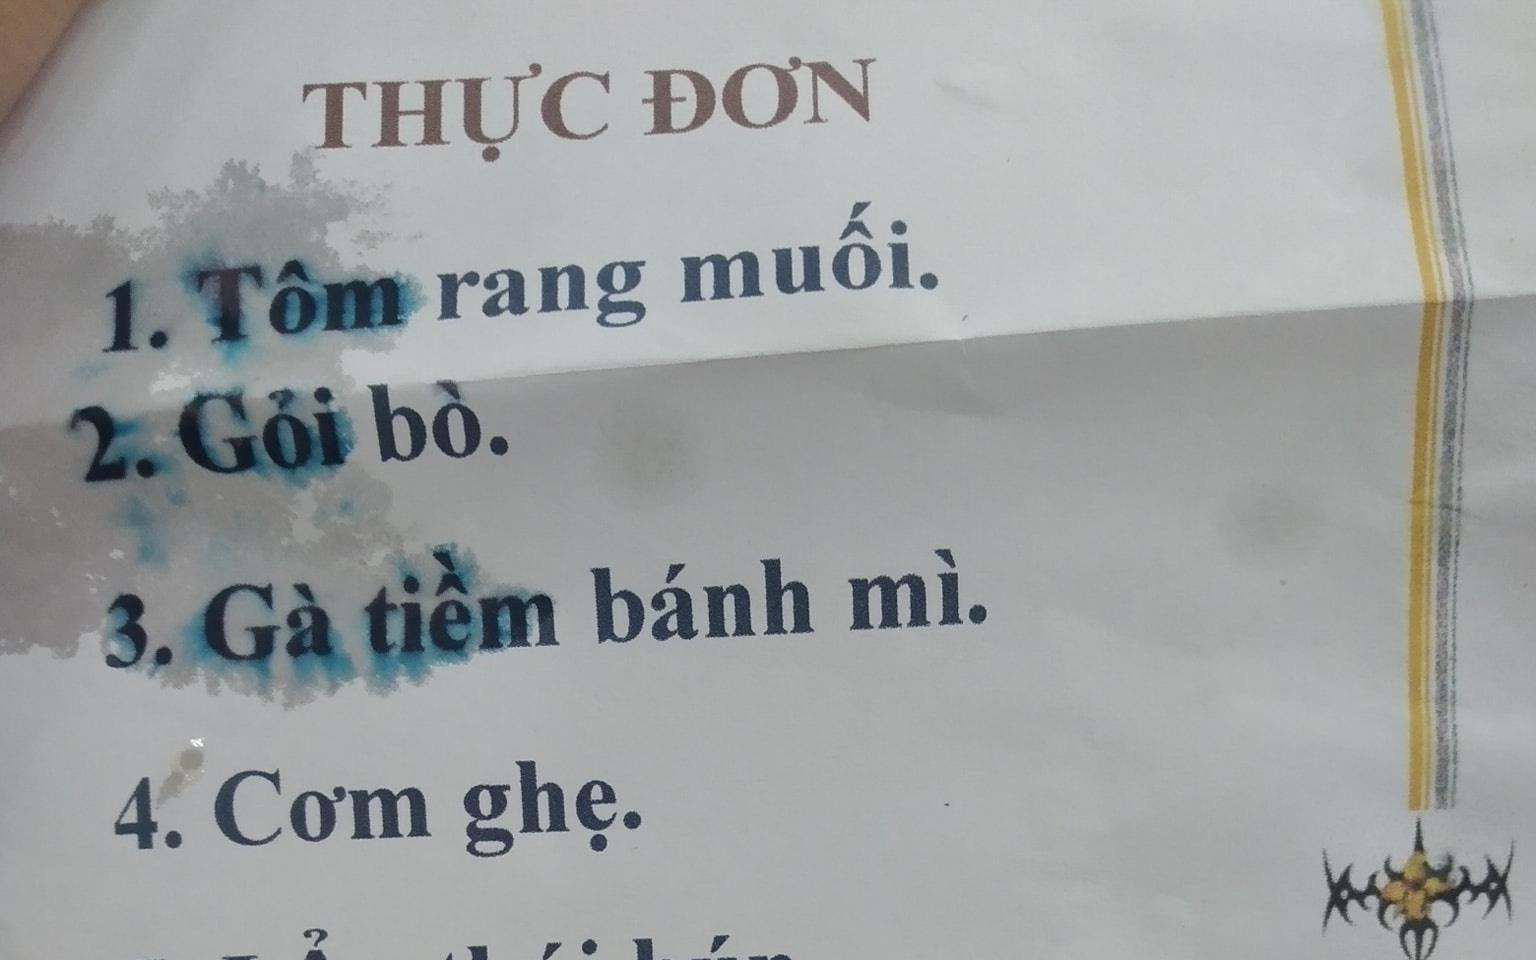 THỰC ĐƠN
1. Tôm rang muối.
2. Gỏi bò.
3. Gà tiềm bánh mì.
4. Cơm ghẹ.